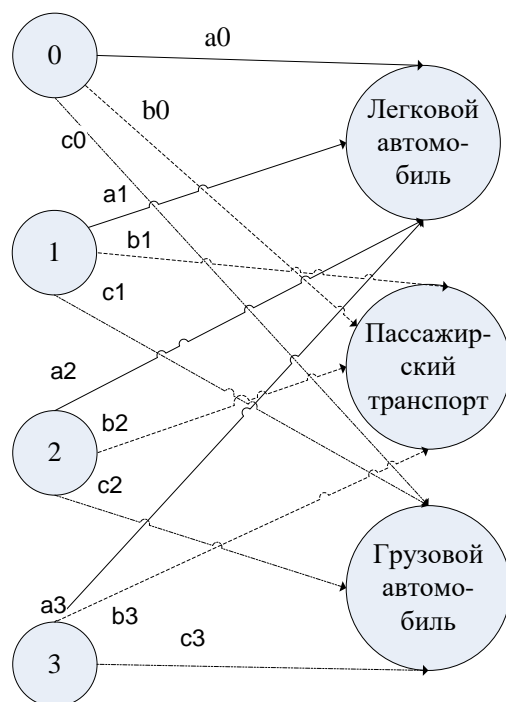 0
a0
b0
c0
Легковой
автомо-
биль
1
a1
b1
c1
Пассажир-
ский
транспорт
2
a2
b2
c2
Грузовой
автомо-
биль
3
a3
b3
c3